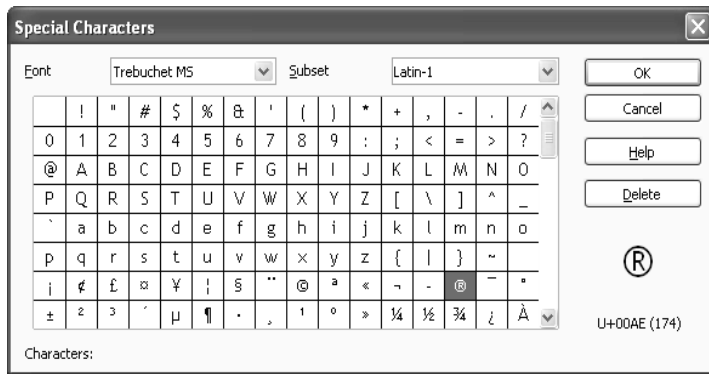 Special Characters
Font Trebuchet MS Subset Latin-1 OK
Cancel
Help
Delete
! " # $ % & ' ( ) * + , - . /
0 1 2 3 4 5 6 7 8 9 : ; < = > ?
@ A B C D E F G H I J K L M N O
P Q R S T U V W X Y Z [ \ ] ^ _
` a b c d e f g h i j k l m n o
p q r s t u v w x y z { | } ~
¡ ¢ £ ¤ ¥ ¦ § ¨ © ª « ¬ - ® ¯ °
± ² ³ ´ µ ¶ · ¸ ¹ º » ¼ ½ ¾ ¿ À
®
U+00AE (174)
Characters: